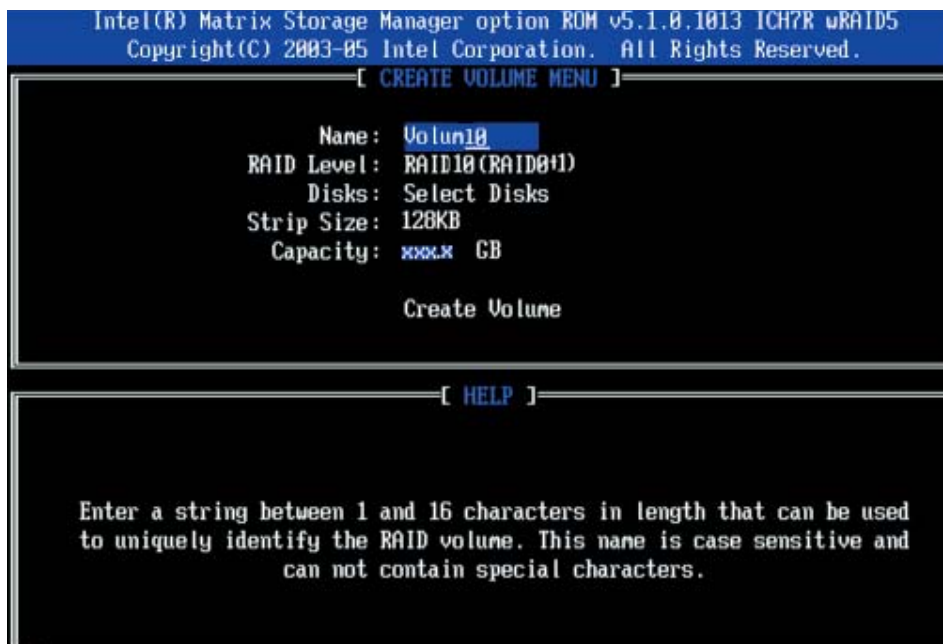 Intel(R) Matrix Storage Manager option ROM v5.1.0.1013 ICH7R wRAID5
Copyright(C) 2003-05 Intel Corporation. All Rights Reserved.
[ CREATE VOLUME MENU ]
Name: Volum10
RAID Level: RAID10(RAID0+1)
Disks: Select Disks
Strip Size: 128KB
Capacity: xxx.x GB
Create Volume
[ HELP ]
Enter a string between 1 and 16 characters in length that can be used
to uniquely identify the RAID volume. This name is case sensitive and
can not contain special characters.